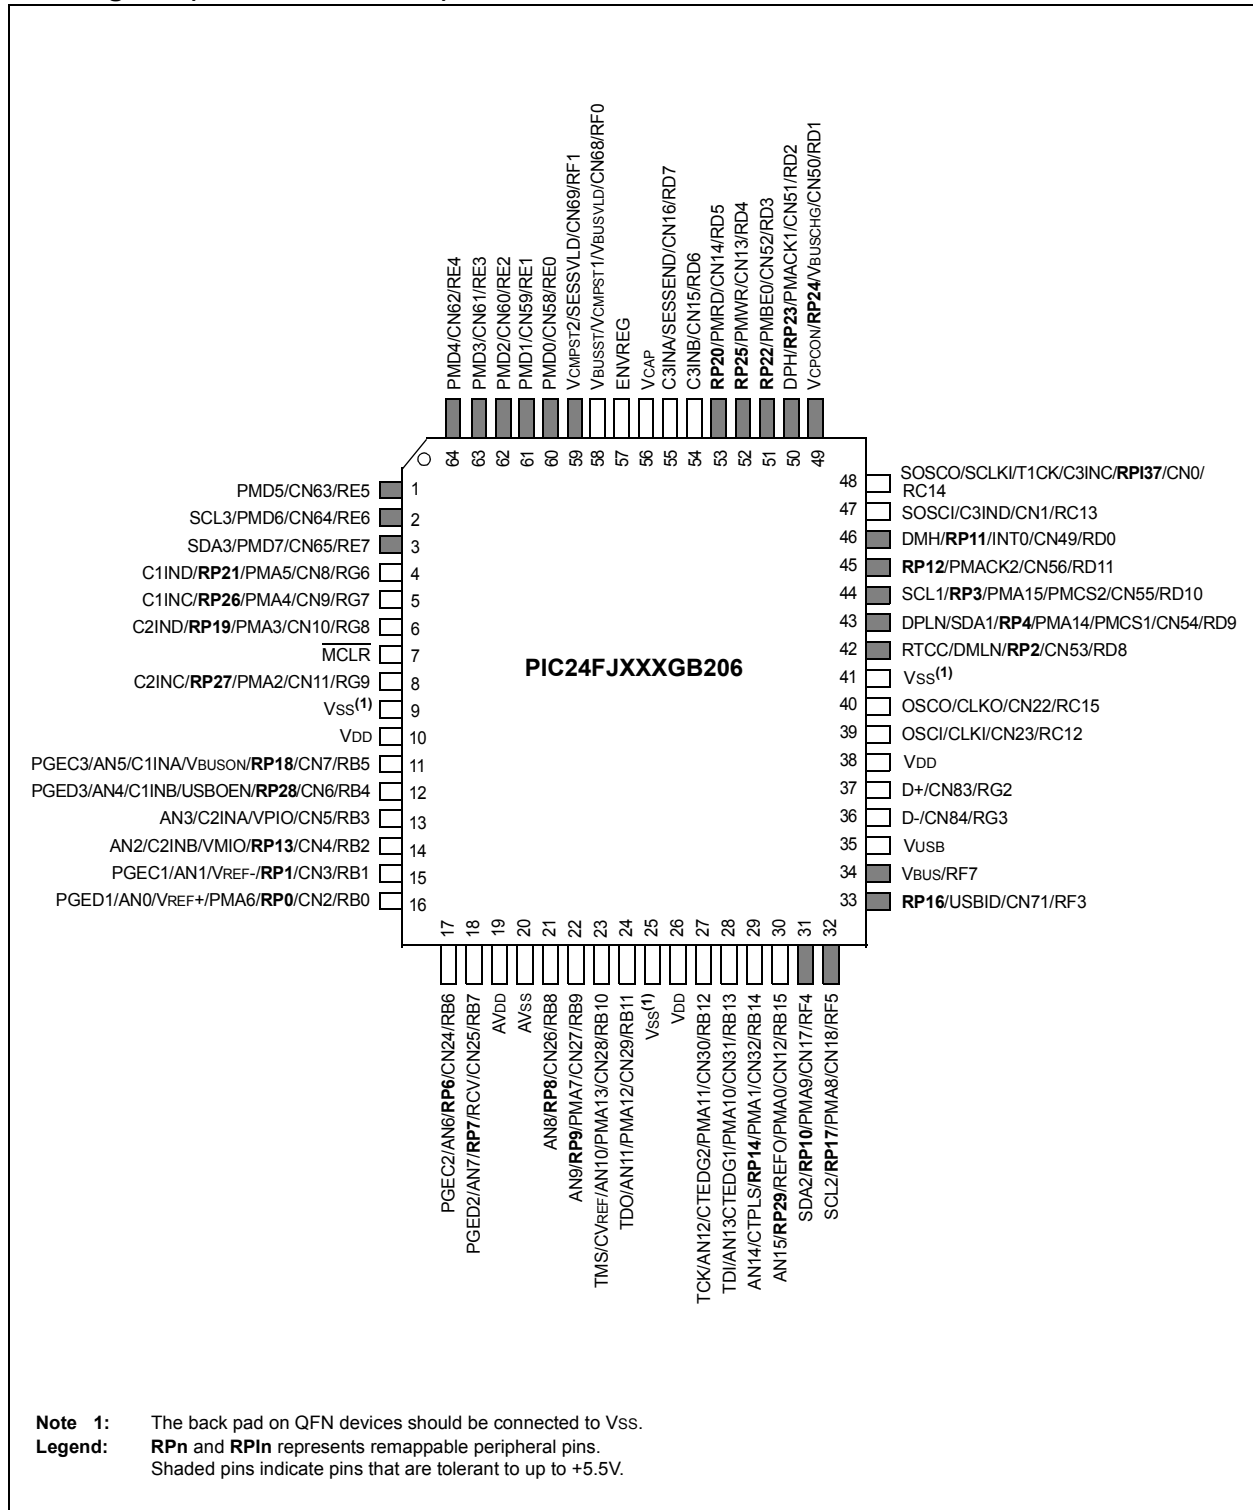 PMD4/CN62/RE4
PMD3/CN61/RE3
PMD2/CN60/RE2
PMD1/CN59/RE1
PMD0/CN58/RE0
VCMPST2/SESSVLD/CN69/RF1
VBUSST/VCMPST1/VBUSVLD/CN68/RF0
ENVREG
VCAP
C3INA/SESSEND/CN16/RD7
C3INB/CN15/RD6
RP20/PMRD/CN14/RD5
RP25/PMWR/CN13/RD4
RP22/PMBE0/CN52/RD3
DPH/RP23/PMACK1/CN51/RD2
VCPCON/RP24/VBUSCHG/CN50/RD1
64 63 62 61 60 59 58 57 56 55 54 53 52 51 50 49
PMD5/CN63/RE5 1
SCL3/PMD6/CN64/RE6 2
SDA3/PMD7/CN65/RE7 3
C1IND/RP21/PMA5/CN8/RG6 4
C1INC/RP26/PMA4/CN9/RG7 5
C2IND/RP19/PMA3/CN10/RG8 6
MCLR 7
C2INC/RP27/PMA2/CN11/RG9 8
VSS(1) 9
VDD 10
PGEC3/AN5/C1INA/VBUSON/RP18/CN7/RB5 11
PGED3/AN4/C1INB/USBOEN/RP28/CN6/RB4 12
AN3/C2INA/VPIO/CN5/RB3 13
AN2/C2INB/VMIO/RP13/CN4/RB2 14
PGEC1/AN1/VREF-/RP1/CN3/RB1 15
PGED1/AN0/VREF+/PMA6/RP0/CN2/RB0 16
PIC24FJXXXGB206
48 SOSCO/SCLKI/T1CK/C3INC/RPI37/CN0/
RC14
47 SOSCI/C3IND/CN1/RC13
46 DMH/RP11/INT0/CN49/RD0
45 RP12/PMACK2/CN56/RD11
44 SCL1/RP3/PMA15/PMCS2/CN55/RD10
43 DPLN/SDA1/RP4/PMA14/PMCS1/CN54/RD9
42 RTCC/DMLN/RP2/CN53/RD8
41 VSS(1)
40 OSCO/CLKO/CN22/RC15
39 OSCI/CLKI/CN23/RC12
38 VDD
37 D+/CN83/RG2
36 D-/CN84/RG3
35 VUSB
34 VBUS/RF7
33 RP16/USBID/CN71/RF3
17 18 19 20 21 22 23 24 25 26 27 28 29 30 31 32
PGEC2/AN6/RP6/CN24/RB6
PGED2/AN7/RP7/RCV/CN25/RB7
AVDD
AVSS
AN8/RP8/CN26/RB8
AN9/RP9/PMA7/CN27/RB9
TMS/CVREF/AN10/PMA13/CN28/RB10
TDO/AN11/PMA12/CN29/RB11
VSS(1)
VDD
TCK/AN12/CTEDG2/PMA11/CN30/RB12
TDI/AN13CTEDG1/PMA10/CN31/RB13
AN14/CTPLS/RP14/PMA1/CN32/RB14
AN15/RP29/REFO/PMA0/CN12/RB15
SDA2/RP10/PMA9/CN17/RF4
SCL2/RP17/PMA8/CN18/RF5
Note 1: The back pad on QFN devices should be connected to VSS.
Legend: RPn and RPIn represents remappable peripheral pins.
Shaded pins indicate pins that are tolerant to up to +5.5V.